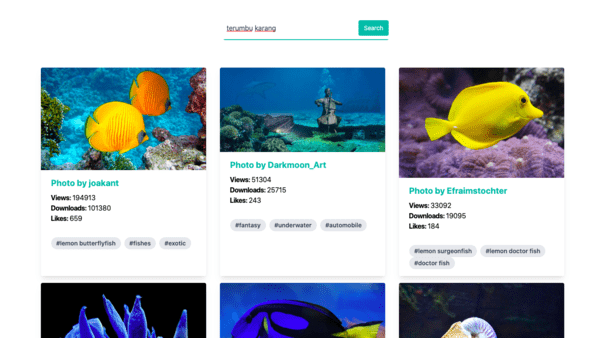 terumbu karang
Search
Photo by joakant
Views: 194913
Downloads: 101380
Likes: 659
#lemon butterflyfish #fishes #exotic
Photo by Darkmoon_Art
Views: 51304
Downloads: 25715
Likes: 243
#fantasy #underwater #automobile
Photo by Efraimstochter
Views: 33092
Downloads: 19095
Likes: 184
#lemon surgeonfish #lemon doctor fish
#doctor fish